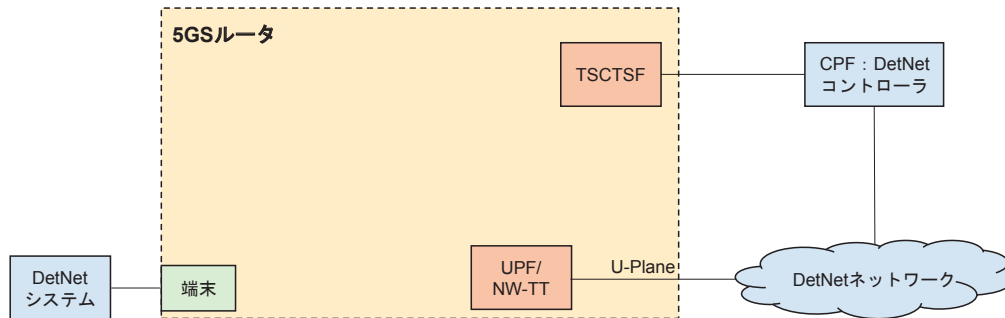 5GSルータ
TSCTSF
CPF：DetNet
コントローラ
DetNet
システム
端末
UPF/
NW-TT
U-Plane
DetNetネットワーク